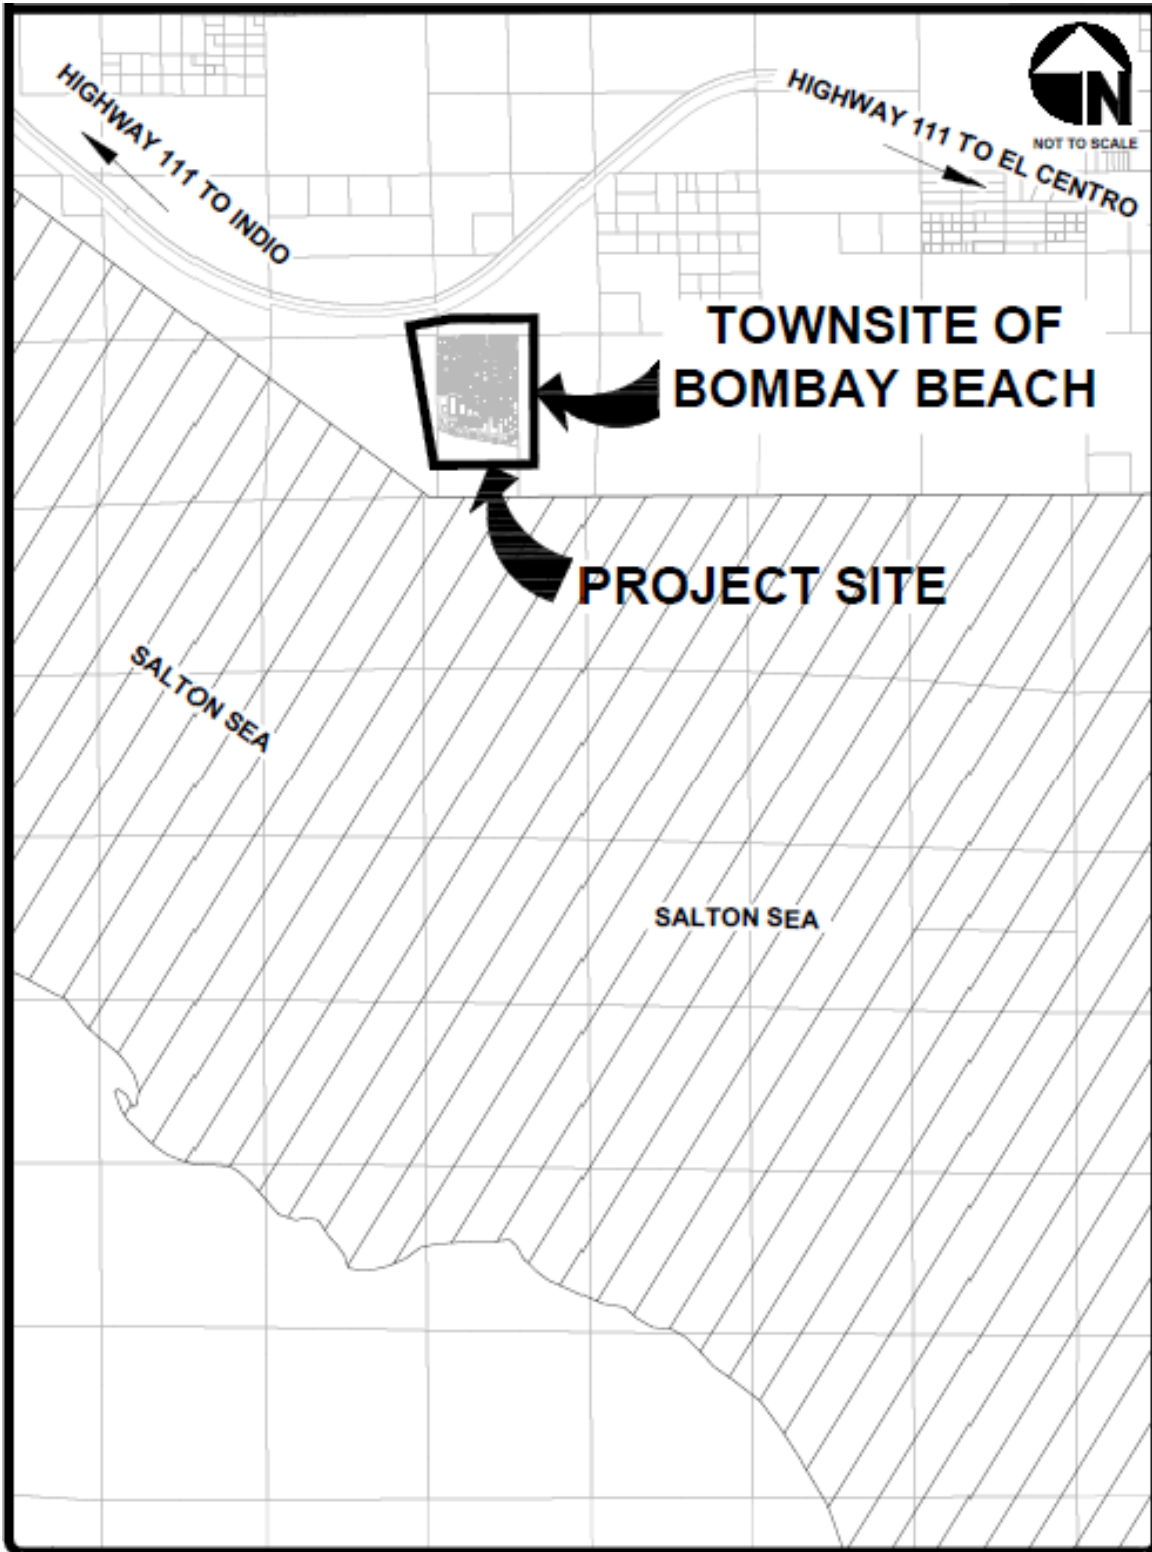 HIGHWAY 111 TO INDIO
HIGHWAY 111 TO EL CENTRO
N
NOT TO SCALE
TOWNSITE OF
BOMBAY BEACH
PROJECT SITE
SALTON SEA
SALTON SEA